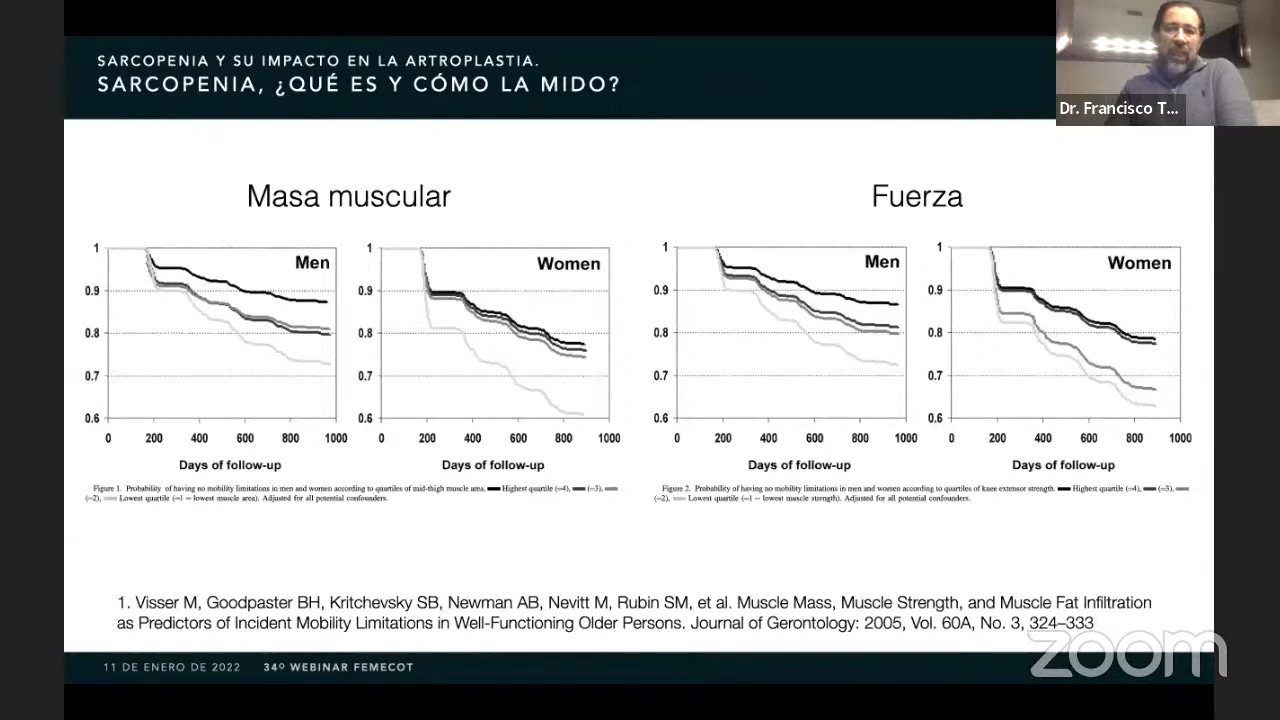 SARCOPENIA Y SU IMPACTO EN LA ARTROPLASTIA.
SARCOPENIA, ¿QUÉ ES Y CÓMO LA MIDO?
Dr. Francisco T...
Masa muscular
Fuerza
Men
1
0.9
0.8
0.7
0.6
0 200 400 600 800 1000
Days of follow-up
Women
1
0.9
0.8
0.7
0.6
0 200 400 600 800 1000
Days of follow-up
Men
1
0.9
0.8
0.7
0.6
0 200 400 600 800 1000
Days of follow-up
Women
1
0.9
0.8
0.7
0.6
0 200 400 600 800 1000
Days of follow-up
Figure 1. Probability of having no mobility limitations in men and women according to quartiles of mid-thigh muscle area. Highest quartile (=4), (=3),
(=2), Lowest quartile (=1 = lowest muscle area). Adjusted for all potential confounders.
Figure 2. Probability of having no mobility limitations in men and women according to quartiles of knee extensor strength. Highest quartile (=4), (=3),
(=2), Lowest quartile (=1 = lowest muscle strength). Adjusted for all potential confounders.
1. Visser M, Goodpaster BH, Kritchevsky SB, Newman AB, Nevitt M, Rubin SM, et al. Muscle Mass, Muscle Strength, and Muscle Fat Infiltration
as Predictors of Incident Mobility Limitations in Well-Functioning Older Persons. Journal of Gerontology: 2005, Vol. 60A, No. 3, 324–333
11 DE ENERO DE 2022 34º WEBINAR FEMECOT
zoom